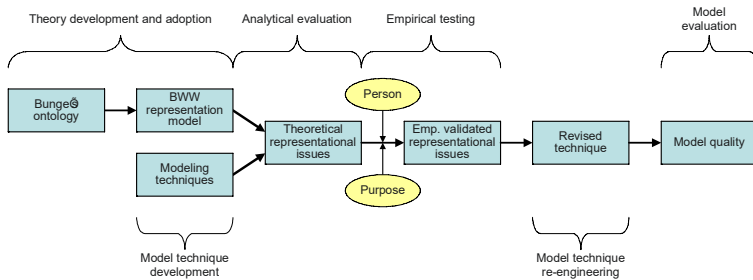 Theory development and adoption
Analytical evaluation
Empirical testing
Model
evaluation
Person
Bunge
ontology
BWW
representation
model
Theoretical
representational
issues
Emp. validated
representational
issues
Revised
technique
Model quality
Modeling
techniques
Purpose
Model technique
development
Model technique
re-engineering